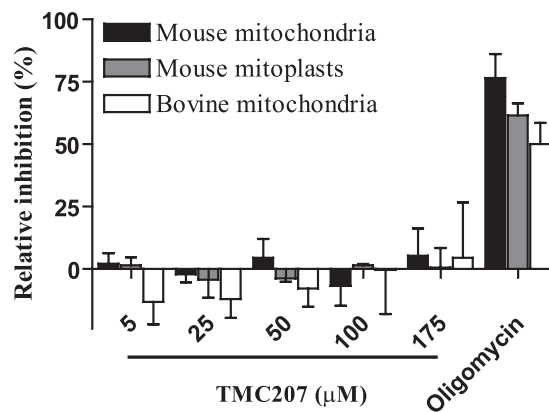 Relative inhibition (%)
100
75
50
25
0
Mouse mitochondria
Mouse mitoplasts
Bovine mitochondria
5
25
50
100
175
Oligomycin
TMC207 (μM)